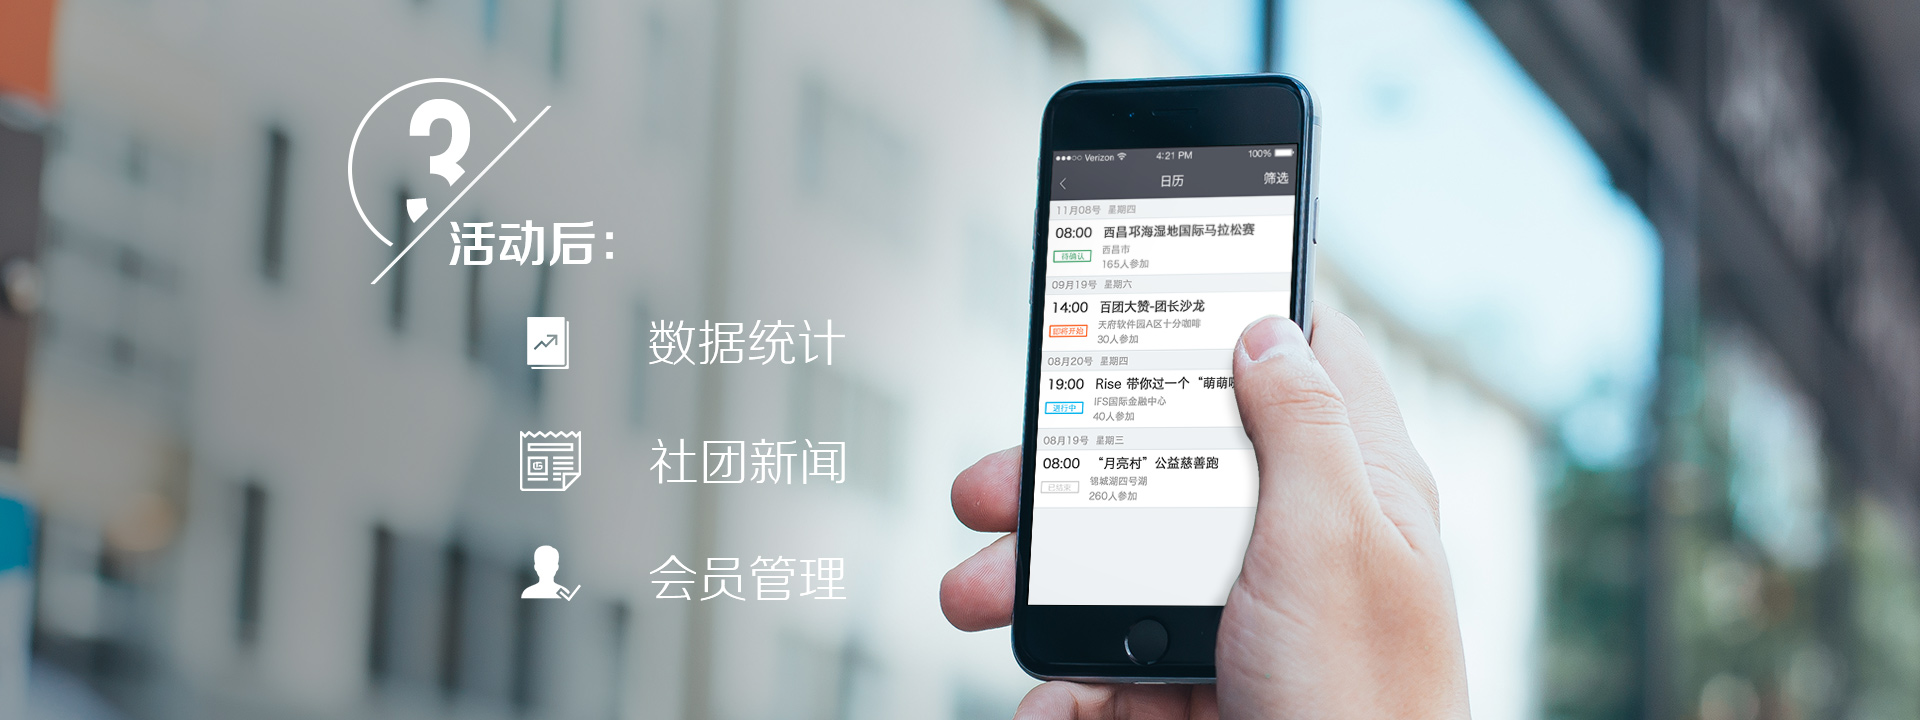 3
活动后：
数据统计
社团新闻
会员管理
Verizon 4:21 PM 100%
日历 筛选
11月08号 星期四
08:00 西昌邛海湿地国际马拉松赛
西昌市
待确认
165人参加
09月19号 星期六
14:00 百团大赞-团长沙龙
天府软件园A区十分咖啡
即将开始
30人参加
08月20号 星期四
19:00 Rise 带你过一个“萌萌
IFS国际金融中心
进行中
40人参加
08月19号 星期三
08:00 “月亮村”公益慈善跑
锦城湖四号湖
已结束
260人参加